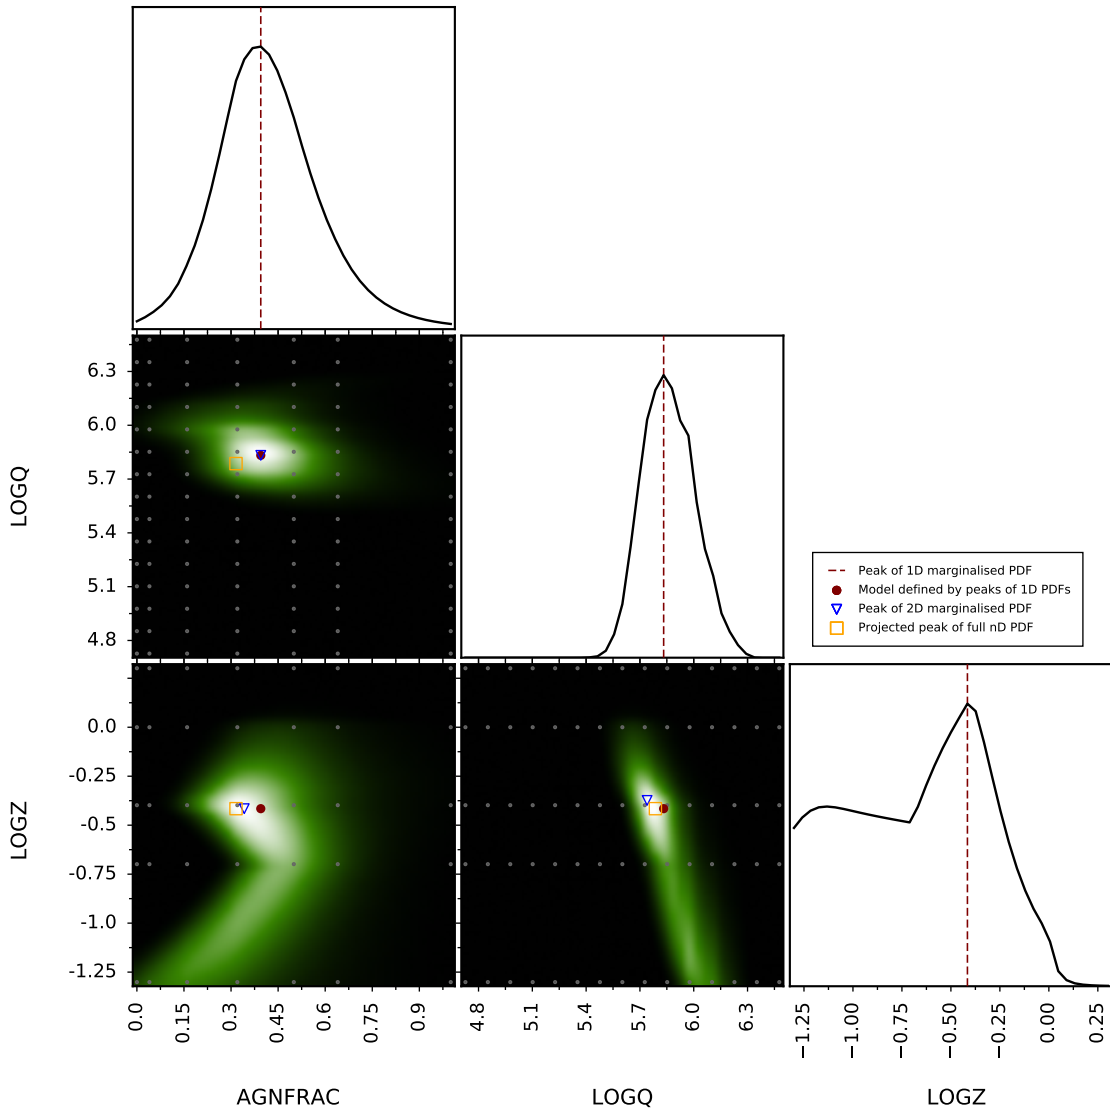 LOGQ
6.3
6.0
5.7
5.4
5.1
4.8
Peak of 1D marginalised PDF
Model defined by peaks of 1D PDFs
Peak of 2D marginalised PDF
Projected peak of full nD PDF
LOGZ
0.0
-0.25
-0.5
-0.75
-1.0
-1.25
0.0 0.15 0.3 0.45 0.6 0.75 0.9
4.8 5.1 5.4 5.7 6.0 6.3
−1.25 −1.00 −0.75 −0.50 −0.25 0.00 0.25
AGNFRAC
LOGQ
LOGZ